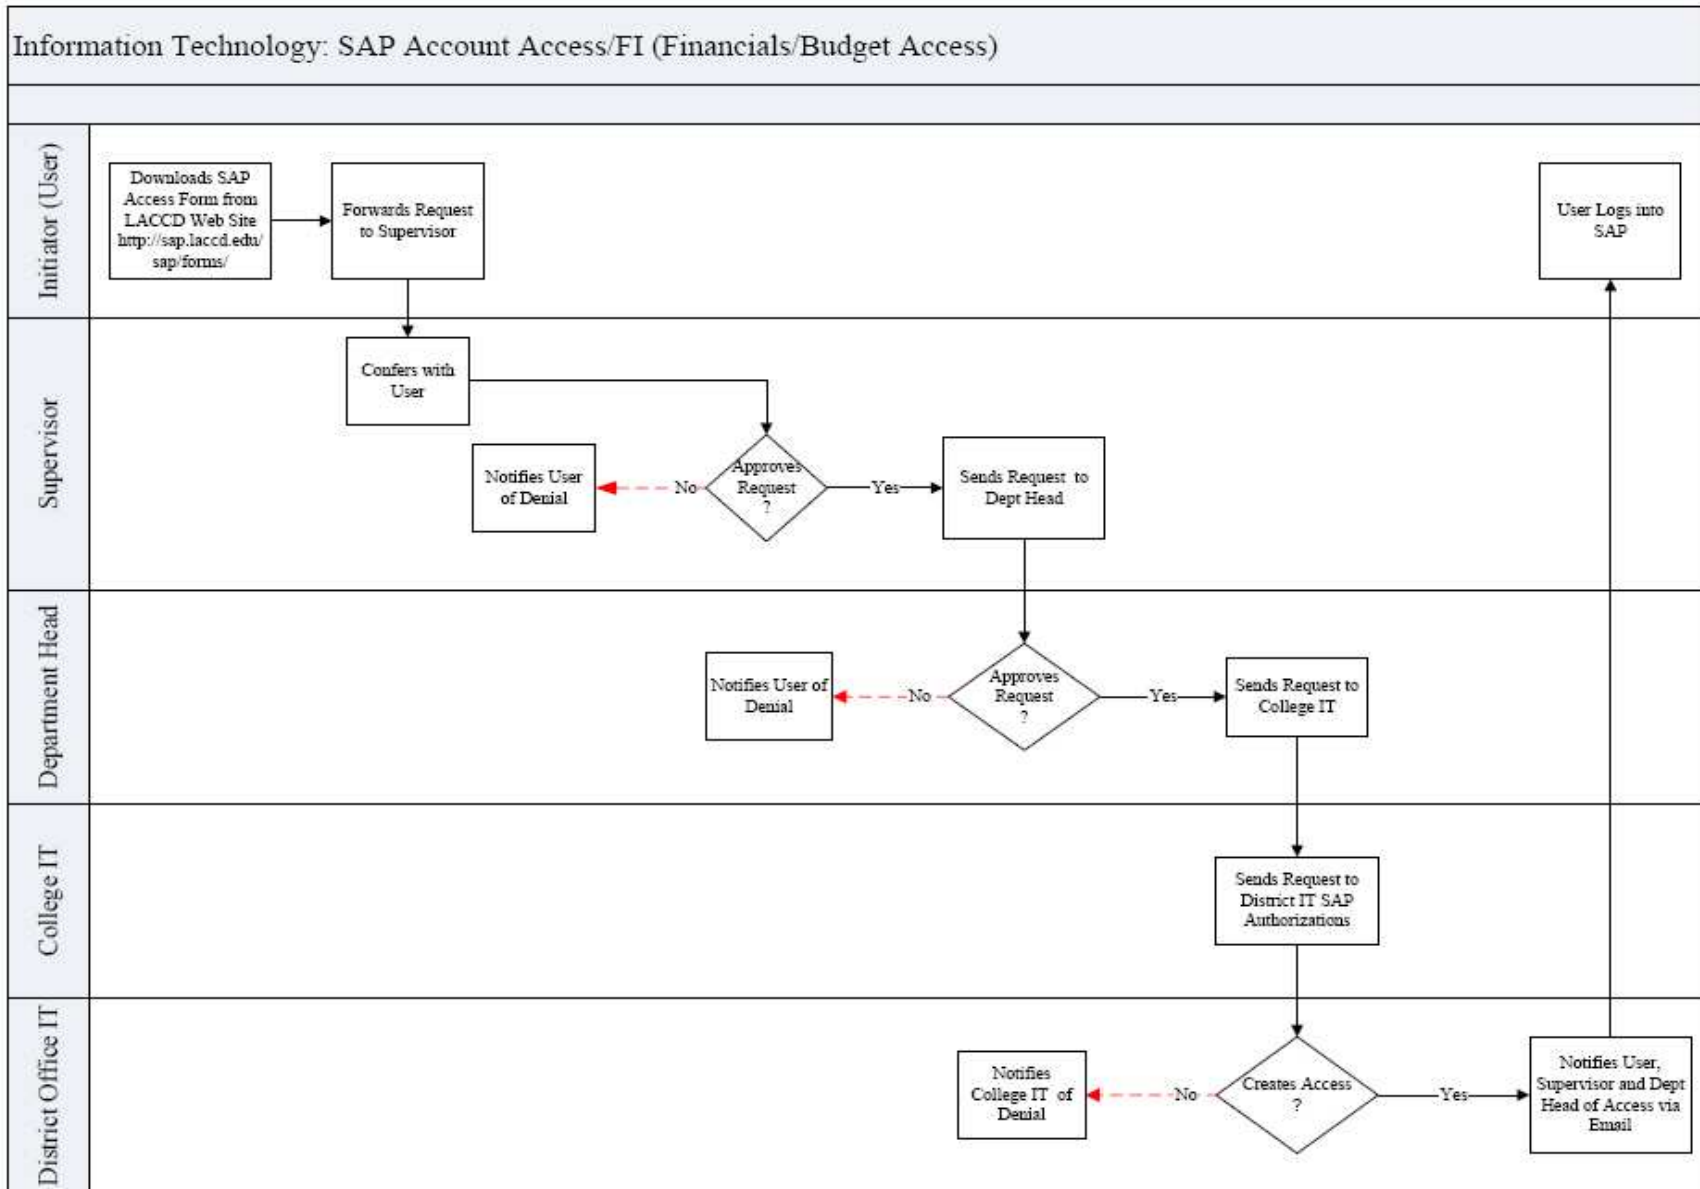 Information Technology: SAP Account Access/FI (Financials/Budget Access)
Initiator (User)
Downloads SAP
Access Form from
LACCD Web Site
http://sap.laccd.edu/
sap/forms/
Forwards Request
to Supervisor
User Logs into
SAP
Supervisor
Confers with
User
Notifies User
of Denial
No
Approves
Request
?
Yes
Sends Request to
Dept Head
Department Head
Notifies User of
Denial
No
Approves
Request
?
Yes
Sends Request to
College IT
College IT
Sends Request to
District IT SAP
Authorizations
District Office IT
Notifies
College IT of
Denial
No
Creates Access
?
Yes
Notifies User,
Supervisor and Dept
Head of Access via
Email